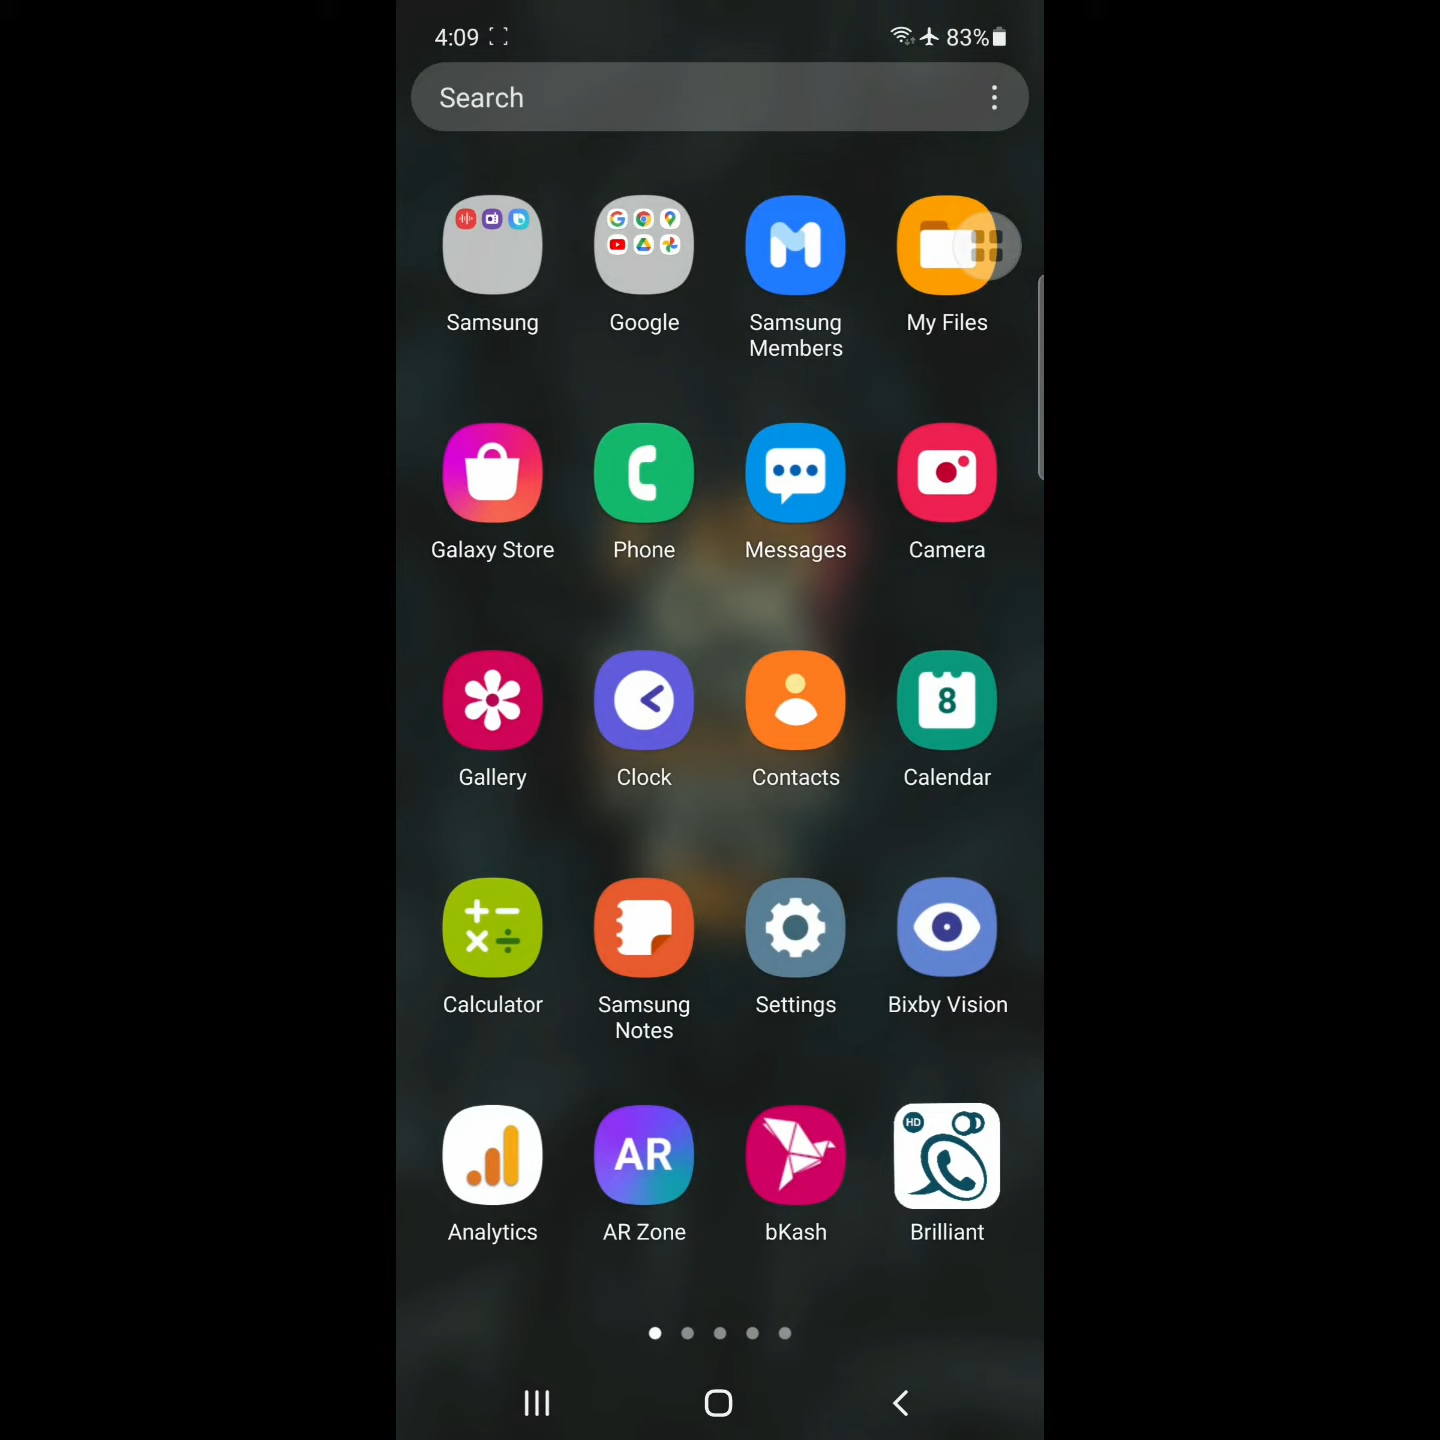 4:09 83%
Search
Samsung Google Samsung Members My Files
Galaxy Store Phone Messages Camera
8
Gallery Clock Contacts Calendar
Calculator Samsung Notes Settings Bixby Vision
AR HD
Analytics AR Zone bKash Brilliant